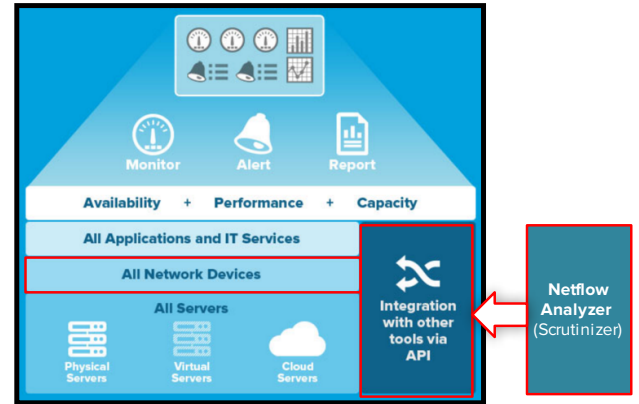 Monitor
Alert
Report
Availability + Performance + Capacity
All Applications and IT Services
All Network Devices
All Servers
Physical
Servers
Virtual
Servers
Cloud
Servers
Integration
with other
tools via
API
Netflow
Analyzer
(Scrutinizer)